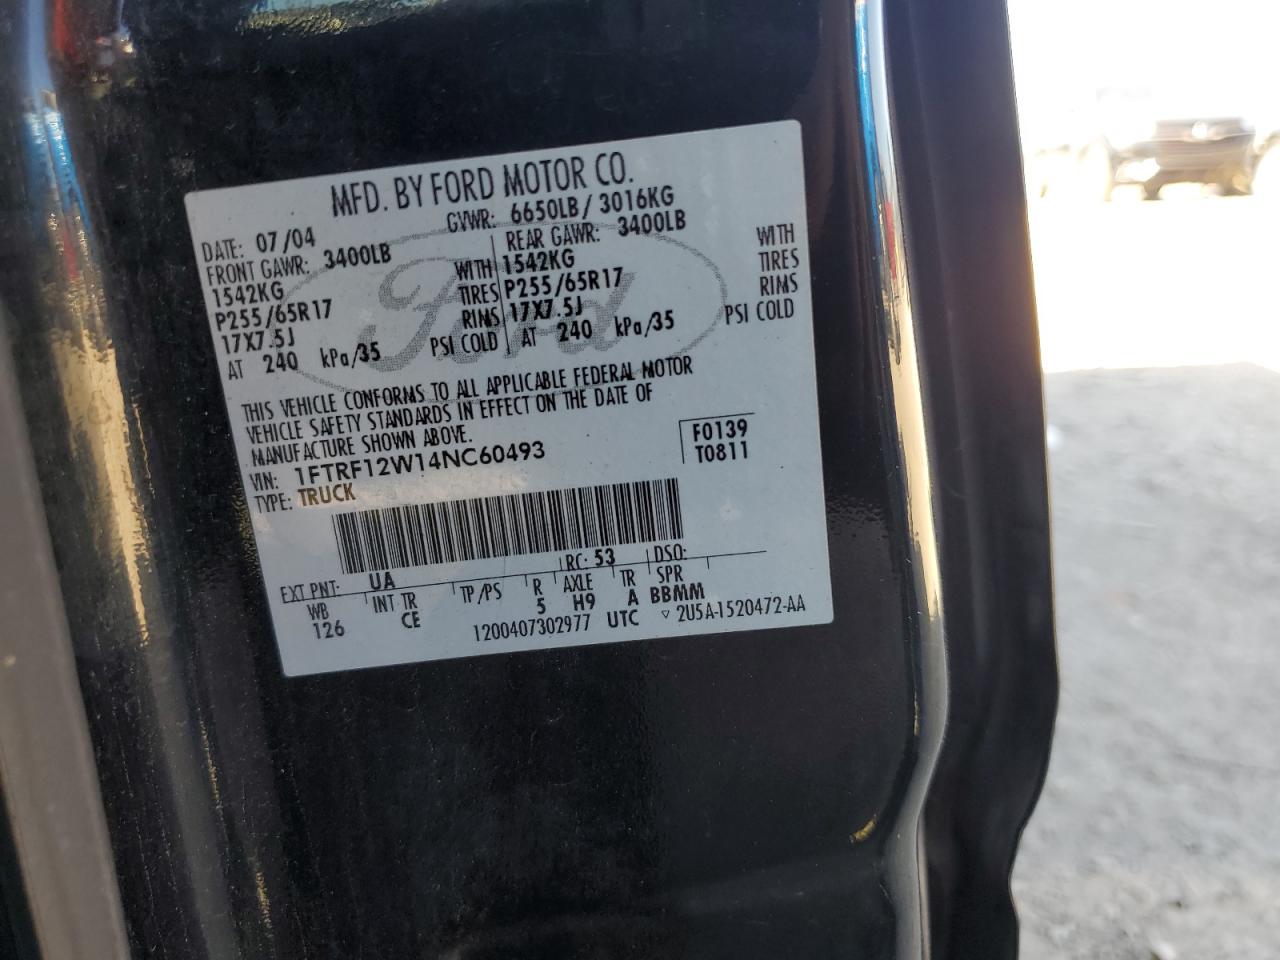 MFD. BY FORD MOTOR CO.
DATE: 07/04 GVWR: 6650LB/ 3016KG
FRONT GAWR: 3400LB REAR GAWR: 3400LB
1542KG WITH 1542KG WITH
P255/65R17 TIRES P255/65R17 TIRES
17X7.5J RIMS 17X7.5J RIMS
AT 240 kPa/35 PSI COLD AT 240 kPa/35 PSI COLD
Ford
THIS VEHICLE CONFORMS TO ALL APPLICABLE FEDERAL MOTOR
VEHICLE SAFETY STANDARDS IN EFFECT ON THE DATE OF
MANUFACTURE SHOWN ABOVE.
VIN: 1FTRF12W14NC60493 F0139
TYPE: TRUCK T0811
EXT PNT: UA RC: 53 DSO:
WB INT TR TP/PS R AXLE TR SPR
126 CE 5 H9 A BBMM
1200407302977 UTC ▽ 2U5A-1520472-AA